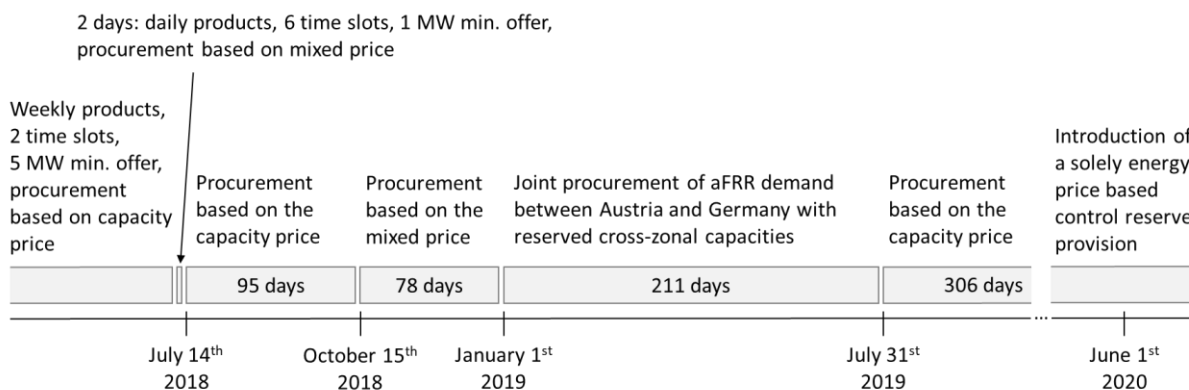 2 days: daily products, 6 time slots, 1 MW min. offer,
procurement based on mixed price
Weekly products,
2 time slots,
5 MW min. offer,
procurement
based on capacity
price
Procurement
based on the
capacity price
Procurement
based on the
mixed price
Joint procurement of aFRR demand
between Austria and Germany with
reserved cross-zonal capacities
Procurement
based on the
capacity price
Introduction of
a solely energy
price based
control reserve
provision
95 days
78 days
211 days
306 days
...
July 14th
2018
October 15th
2018
January 1st
2019
July 31st
2019
June 1st
2020